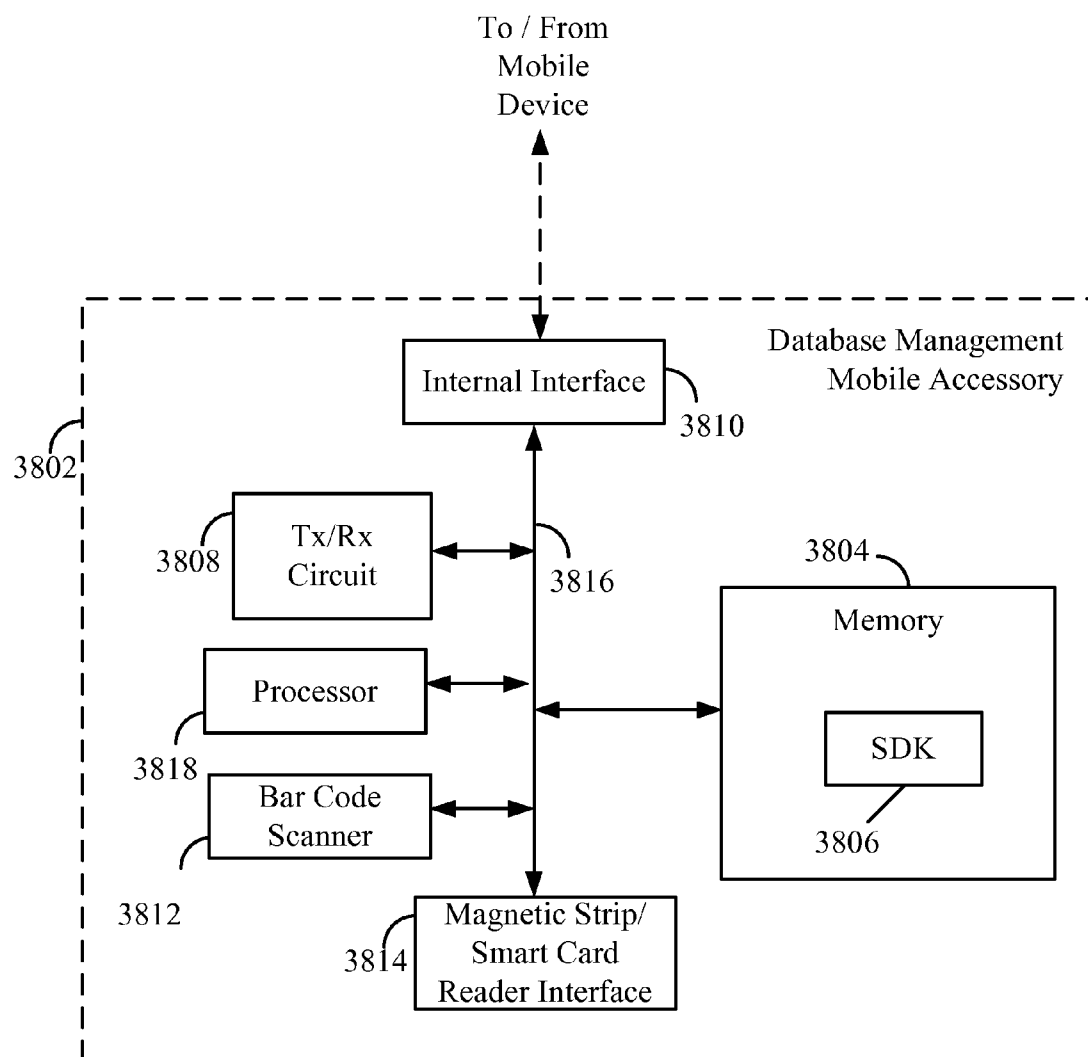 To / From
Mobile
Device
Database Management
Mobile Accessory
Internal Interface
3810
3802
Tx/Rx
Circuit
3808
3816
3804
Memory
Processor
3818
SDK
3806
Bar Code
Scanner
3812
Magnetic Strip/
Smart Card
Reader Interface
3814